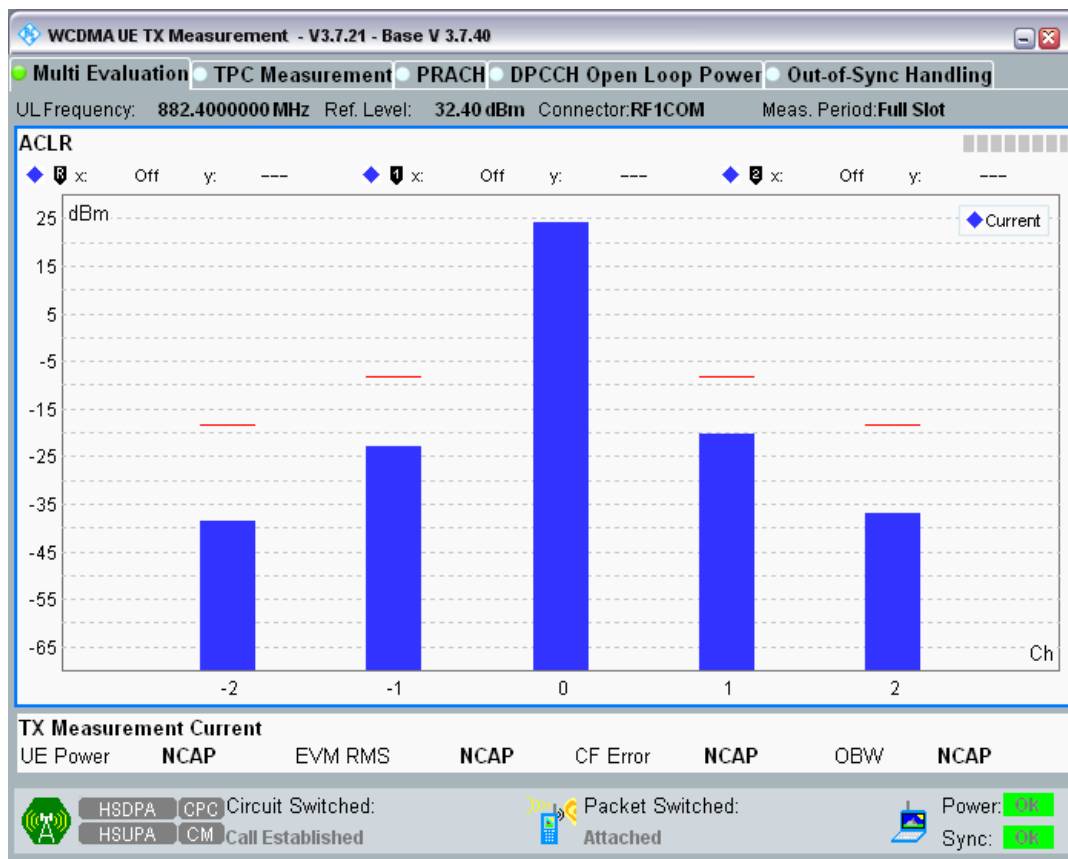 WCDMA UE TX Measurement - V3.7.21 - Base V 3.7.40
Multi Evaluation TPC Measurement PRACH DPCCH Open Loop Power Out-of-Sync Handling
UL Frequency: 882.4000000 MHz Ref. Level: 32.40 dBm Connector:RF1COM Meas. Period:Full Slot
ACLR
R x: Off y: --- 1 x: Off y: --- 2 x: Off y: ---
dBm
Current
25
15
5
-5
-15
-25
-35
-45
-55
-65
Ch
-2 -1 0 1 2
TX Measurement Current
UE Power NCAP EVM RMS NCAP CF Error NCAP OBW NCAP
HSDPA CPC Circuit Switched: Packet Switched: Power: Ok
HSUPA CM Call Established Attached Sync: Ok